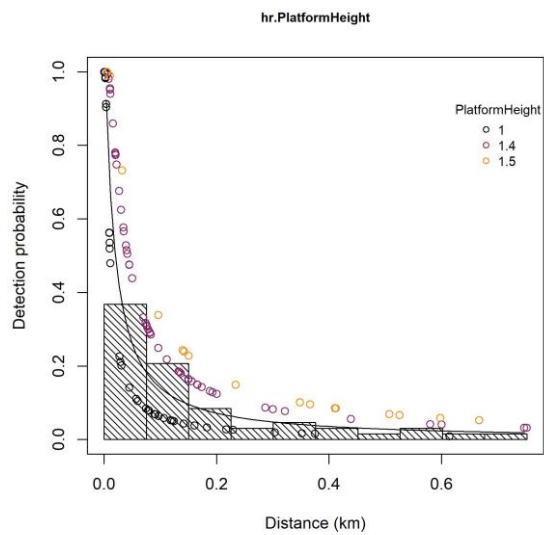 hr.PlatformHeight
1.0
0.8
0.6
0.4
0.2
0.0
Detection probability
PlatformHeight
1
1.4
1.5
0.0 0.2 0.4 0.6
Distance (km)